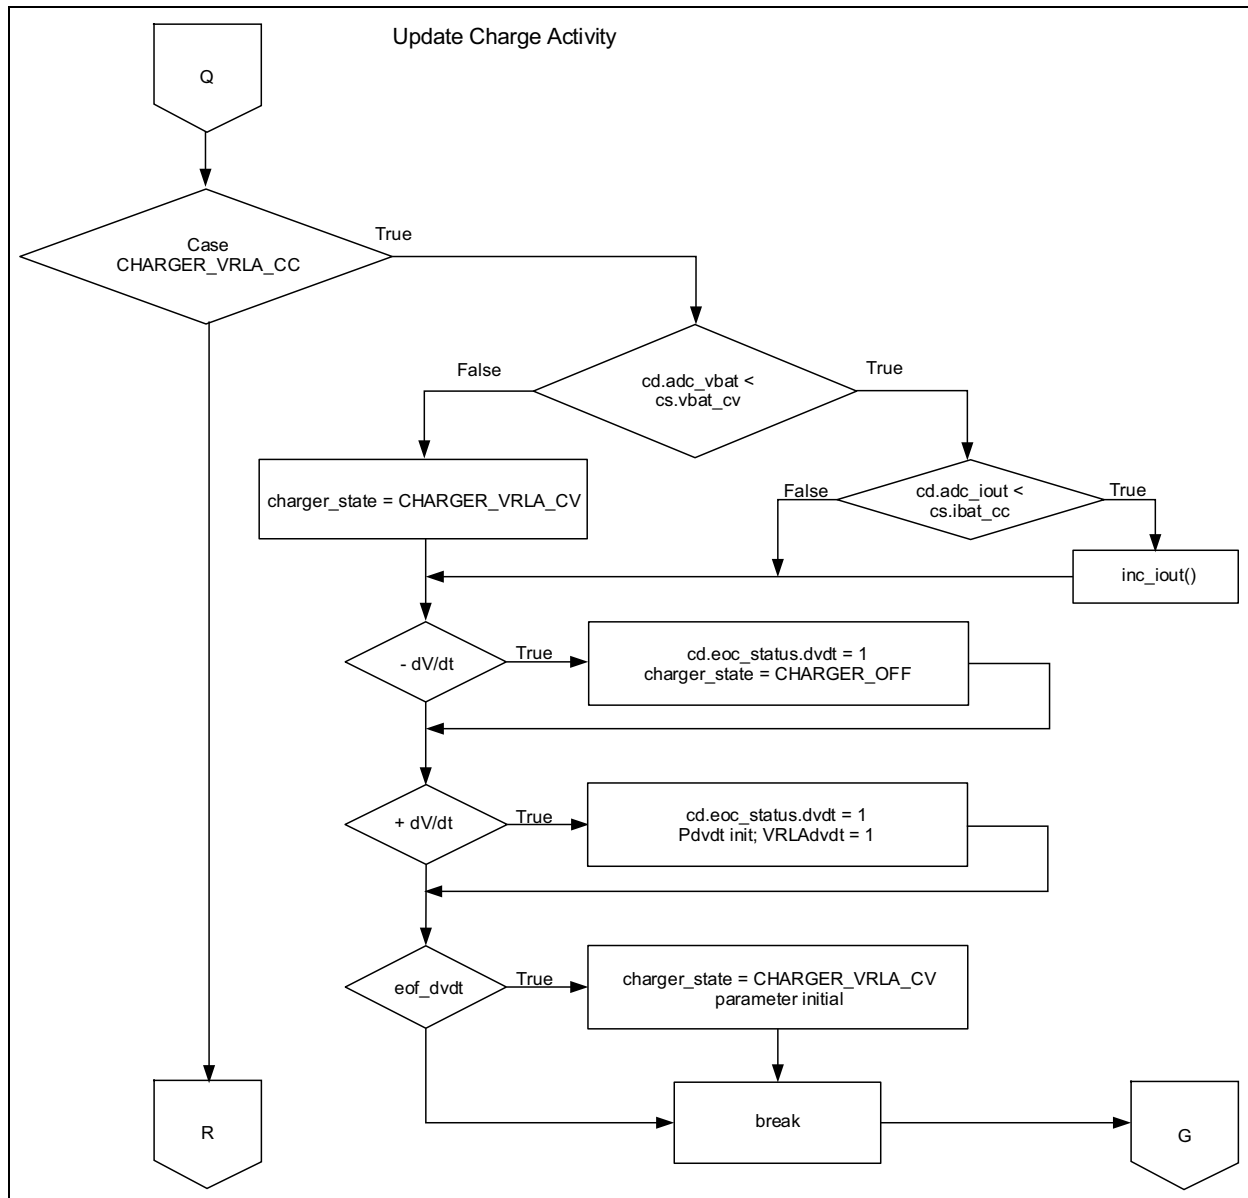 Update Charge Activity
Q
Case
CHARGER_VRLA_CC
True
cd.adc_vbat <
cs.vbat_cv
False
True
charger_state = CHARGER_VRLA_CV
cd.adc_iout <
cs.ibat_cc
False
True
inc_iout()
- dV/dt
True
cd.eoc_status.dvdt = 1
charger_state = CHARGER_OFF
+ dV/dt
True
cd.eoc_status.dvdt = 1
Pdvdt init; VRLAdvdt = 1
eof_dvdt
True
charger_state = CHARGER_VRLA_CV
parameter initial
break
R
G